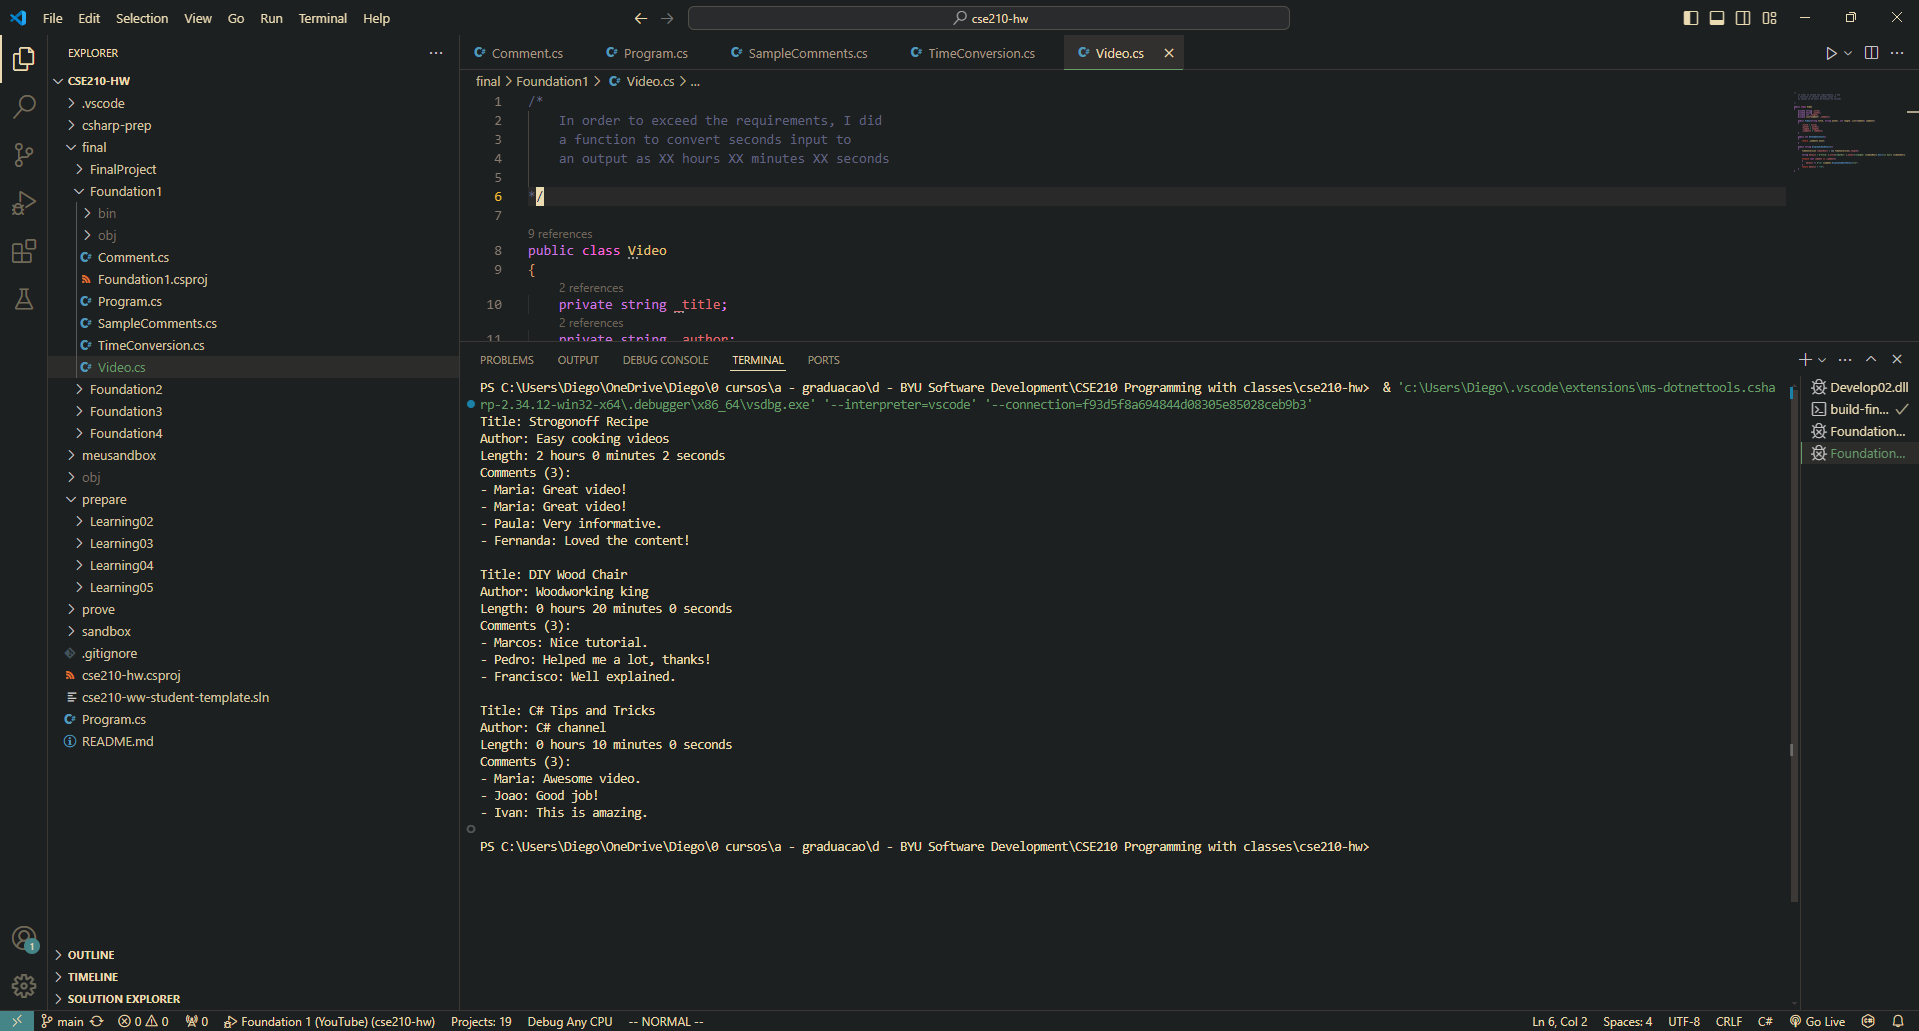 File Edit Selection View Go Run Terminal Help
cse210-hw
EXPLORER
CSE210-HW
.vscode
csharp-prep
final
FinalProject
Foundation1
bin
obj
Comment.cs
Foundation1.csproj
Program.cs
SampleComments.cs
TimeConversion.cs
Video.cs
Foundation2
Foundation3
Foundation4
meusandbox
obj
prepare
Learning02
Learning03
Learning04
Learning05
prove
sandbox
.gitignore
cse210-hw.csproj
cse210-ww-student-template.sln
Program.cs
README.md
OUTLINE
TIMELINE
SOLUTION EXPLORER
Comment.cs Program.cs SampleComments.cs TimeConversion.cs Video.cs
final > Foundation1 > Video.cs > ...
1 /*
2 In order to exceed the requirements, I did
3 a function to convert seconds input to
4 an output as XX hours XX minutes XX seconds
5
6 */
7
9 references
8 public class Video
9 {
2 references
10 private string _title;
2 references
11 private string _author;
PROBLEMS OUTPUT DEBUG CONSOLE TERMINAL PORTS
PS C:\Users\Diego\OneDrive\Diego\0 cursos\a - graduacao\d - BYU Software Development\CSE210 Programming with classes\cse210-hw> & 'c:\Users\Diego\.vscode\extensions\ms-dotnettools.csha
rp-2.34.12-win32-x64\.debugger\x86_64\vsdbg.exe' '--interpreter=vscode' '--connection=f93d5f8a694844d08305e85028ceb9b3'
Title: Strogonoff Recipe
Author: Easy cooking videos
Length: 2 hours 0 minutes 2 seconds
Comments (3):
- Maria: Great video!
- Maria: Great video!
- Paula: Very informative.
- Fernanda: Loved the content!
Title: DIY Wood Chair
Author: Woodworking king
Length: 0 hours 20 minutes 0 seconds
Comments (3):
- Marcos: Nice tutorial.
- Pedro: Helped me a lot, thanks!
- Francisco: Well explained.
Title: C# Tips and Tricks
Author: C# channel
Length: 0 hours 10 minutes 0 seconds
Comments (3):
- Maria: Awesome video.
- Joao: Good job!
- Ivan: This is amazing.
PS C:\Users\Diego\OneDrive\Diego\0 cursos\a - graduacao\d - BYU Software Development\CSE210 Programming with classes\cse210-hw>
Develop02.dll
build-fin...
Foundation...
Foundation...
1
main 0 0 0 Foundation 1 (YouTube) (cse210-hw) Projects: 19 Debug Any CPU -- NORMAL -- Ln 6, Col 2 Spaces: 4 UTF-8 CRLF C# Go Live